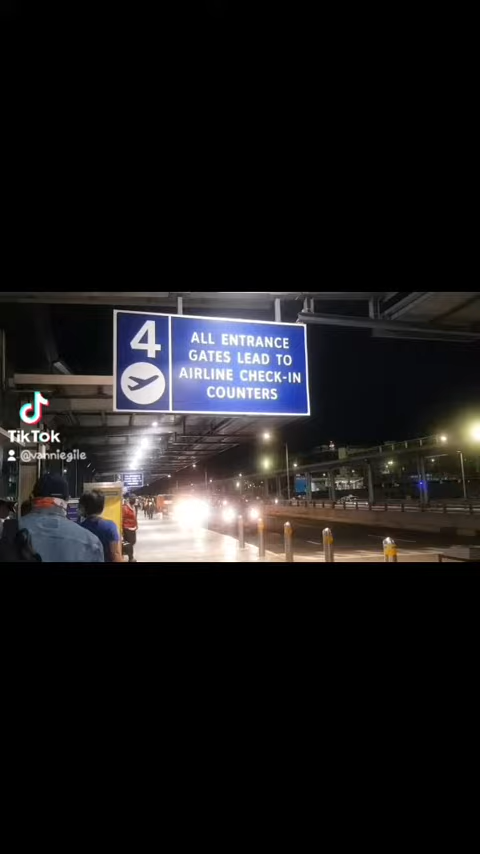 4
ALL ENTRANCE
GATES LEAD TO
AIRLINE CHECK-IN
COUNTERS
TikTok
@vanniegile